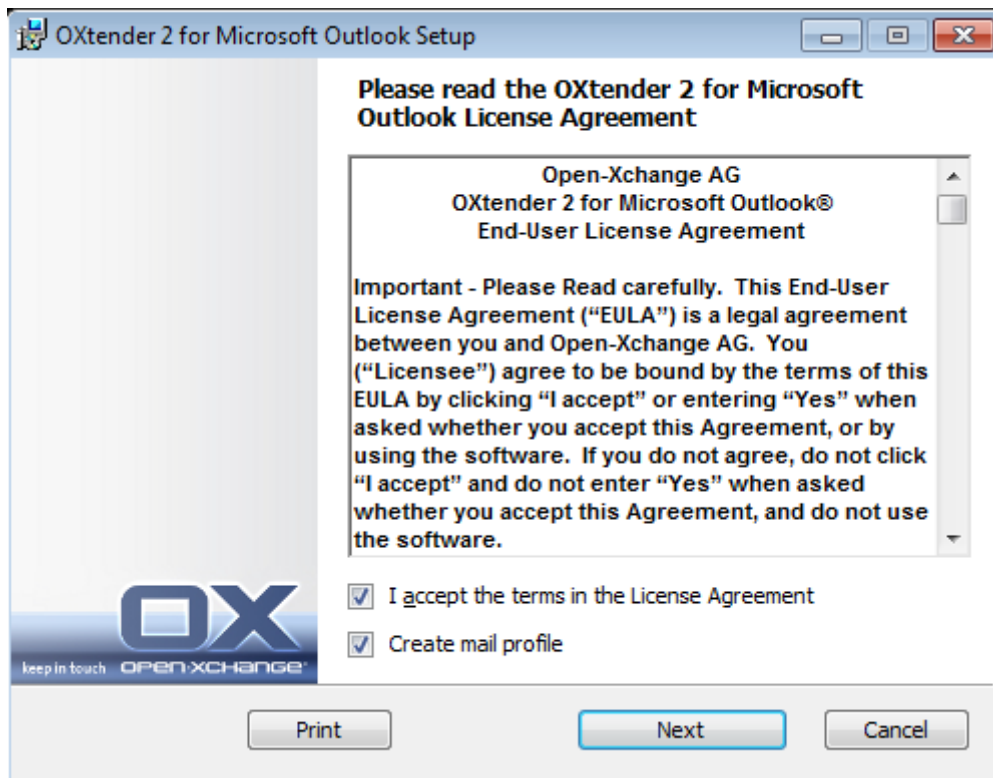 OXtender 2 for Microsoft Outlook Setup
Please read the OXtender 2 for Microsoft
Outlook License Agreement
Open-Xchange AG
OXtender 2 for Microsoft Outlook®
End-User License Agreement
Important - Please Read carefully.  This End-User
License Agreement (“EULA”) is a legal agreement
between you and Open-Xchange AG.  You
(“Licensee”) agree to be bound by the terms of this
EULA by clicking “I accept” or entering “Yes” when
asked whether you accept this Agreement, or by
using the software.  If you do not agree, do not click
“I accept” and do not enter “Yes” when asked
whether you accept this Agreement, and do not use
the software.
I accept the terms in the License Agreement
Create mail profile
OX
keep in touch OPEN-XCHANGE
Print Next Cancel